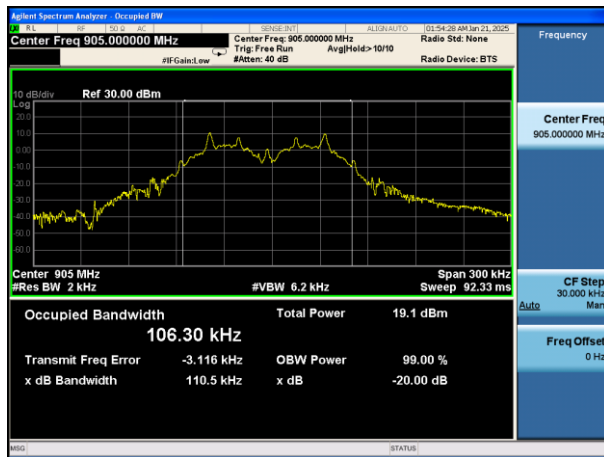 Agilent Spectrum Analyzer - Occupied BW
RL RF 50 Ω AC SENSE:INT ALIGNAUTO 01:54:28 AM Jan 21, 2025
Center Freq 905.000000 MHz
Center Freq: 905.000000 MHz
Radio Std: None
Trig: Free Run Avg|Hold:>10/10
#IFGain:Low #Atten: 40 dB Radio Device: BTS
Frequency
10 dB/div Ref 30.00 dBm
Log
20.0
10.0
0.00
-10.0
-20.0
-30.0
-40.0
-50.0
-60.0
Center 905 MHz Span 300 kHz
#Res BW 2 kHz #VBW 6.2 kHz Sweep 92.33 ms
Occupied Bandwidth Total Power 19.1 dBm
106.30 kHz
Transmit Freq Error -3.116 kHz OBW Power 99.00 %
x dB Bandwidth 110.5 kHz x dB -20.00 dB
Center Freq
905.000000 MHz
CF Step
30.000 kHz
Auto Man
Freq Offset
0 Hz
MSG STATUS